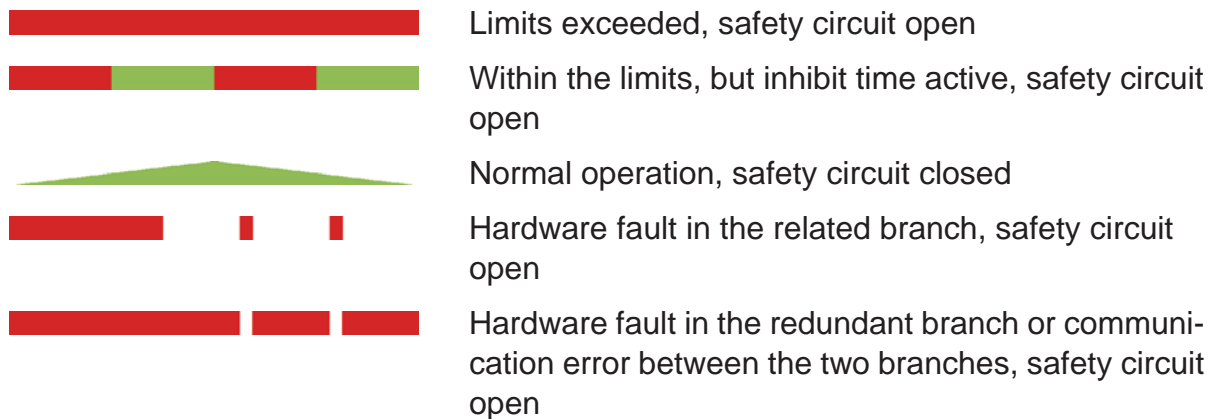 Limits exceeded, safety circuit open
Within the limits, but inhibit time active, safety circuit
open
Normal operation, safety circuit closed
Hardware fault in the related branch, safety circuit
open
Hardware fault in the redundant branch or communi-
cation error between the two branches, safety circuit
open